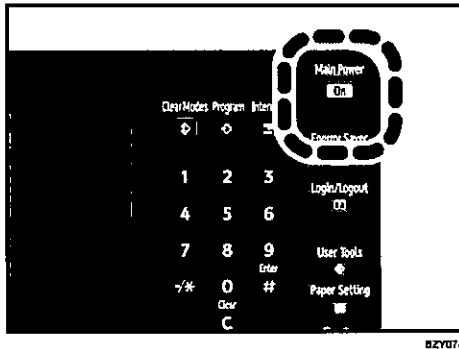 Main Power
On
Clear Modes Program
Energy Saver
1 2 3
Login/Logout
4 5 6
7 8 9
User Tools
Enter
-/* 0 #
Paper Setting
Clear
C